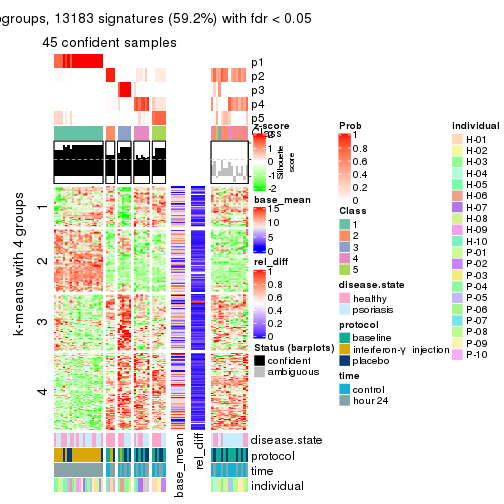 ogroups, 13183 signatures (59.2%) with fdr < 0.05
45 confident samples
p1
p2
p3
p4
p5
Class
Silhouette
score
k-means with 4 groups
1
2
3
4
base_mean
rel_diff
disease.state
protocol
time
individual
z-score
2
1
0
-1
-2
base_mean
15
10
5
0
rel_diff
1
0.8
0.6
0.4
0.2
0
Status (barplots)
confident
ambiguous
Prob
1
0.8
0.6
0.4
0.2
0
Class
1
2
3
4
5
disease.state
healthy
psoriasis
protocol
baseline
interferon-γ injection
placebo
time
control
hour 24
individual
H-01
H-02
H-03
H-04
H-05
H-06
H-07
H-08
H-09
H-10
P-01
P-02
P-03
P-04
P-05
P-06
P-07
P-08
P-09
P-10